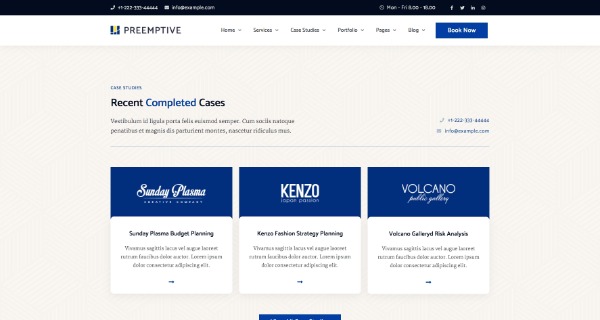 +1-222-333-44444 info@example.com Mon - Fri 8.00 - 18.00
PREEMPTIVE Home Services Case Studies Portfolio Pages Blog Book Now
CASE STUDIES
Recent Completed Cases
Vestibulum id ligula porta felis euismod semper. Cum sociis natoque
penatibus et magnis dis parturient montes, nascetur ridiculus mus.
+1-222-333-44444
info@example.com
Sunday Plasma
CREATIVE COMPANY
KENZO
japan passion
VOLCANO
public gallery
Sunday Plasma Budget Planning
Vivamus sagittis lacus vel augue laoreet
rutrum faucibus dolor auctor. Lorem ipsum
dolor consectetur adipiscing elit.
Kenzo Fashion Strategy Planning
Vivamus sagittis lacus vel augue laoreet
rutrum faucibus dolor auctor. Lorem ipsum
dolor consectetur adipiscing elit.
Volcano Galleryd Risk Analysis
Vivamus sagittis lacus vel augue laoreet
rutrum faucibus dolor auctor. Lorem ipsum
dolor consectetur adipiscing elit.